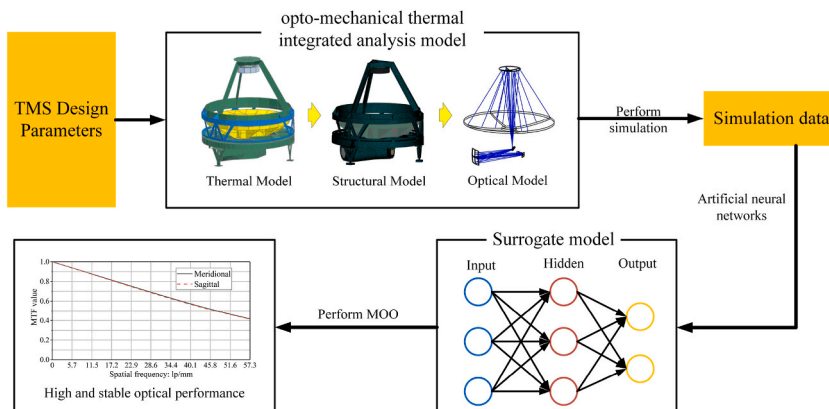 opto-mechanical thermal
integrated analysis model
TMS Design
Parameters
Thermal Model
Structural Model
Optical Model
Perform
simulation
Simulation data
Artificial neural
networks
Surrogate model
Input
Hidden
Output
Perform MOO
1.0
0.8
0.6
0.4
0.2
0.0
MTF value
Meridional
Sagittal
0 5.7 11.5 17.2 22.9 28.6 34.4 40.1 45.8 51.6 57.3
Spatial frequency: lp/mm
High and stable optical performance